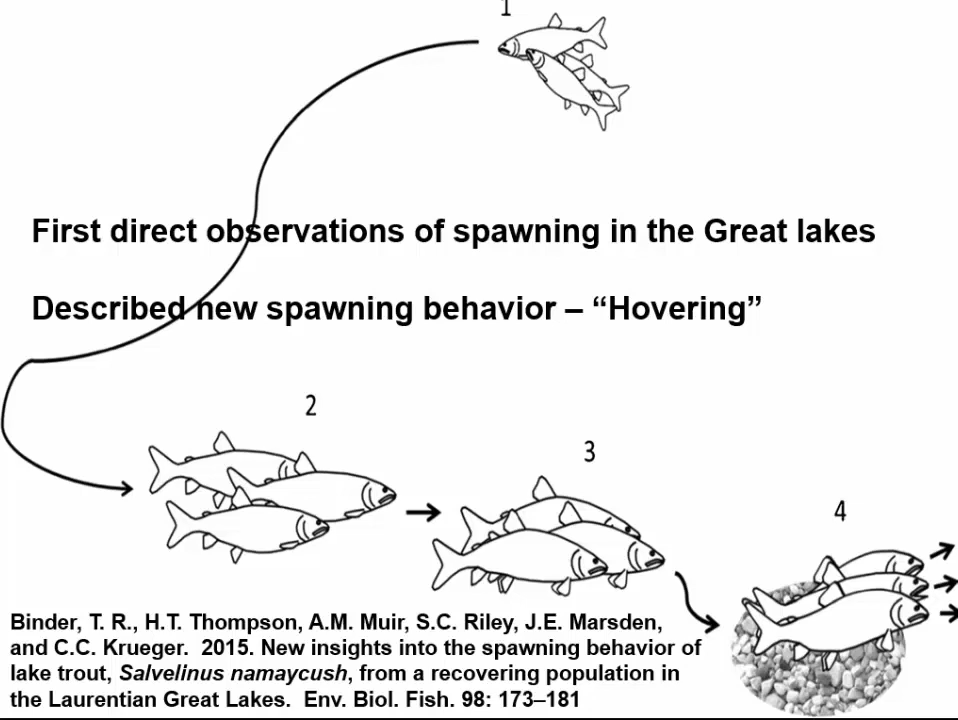 1
First direct observations of spawning in the Great lakes
Described new spawning behavior – “Hovering”
2
3
4
Binder, T. R., H.T. Thompson, A.M. Muir, S.C. Riley, J.E. Marsden,
and C.C. Krueger.  2015. New insights into the spawning behavior of
lake trout, Salvelinus namaycush, from a recovering population in
the Laurentian Great Lakes.  Env. Biol. Fish. 98: 173–181